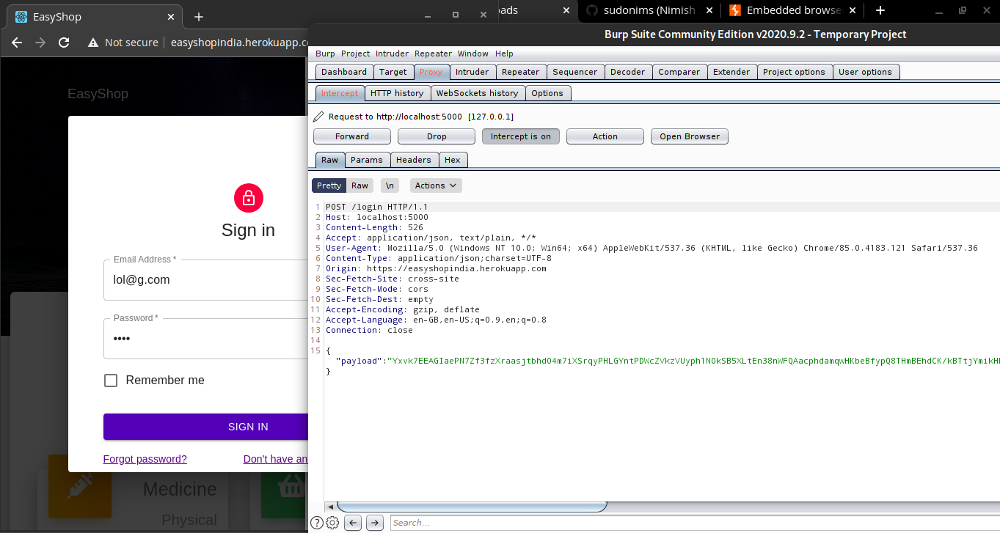 EasyShop
oads
sudonims (Nimish
Embedded browse
Not secure
easyshopindia.herokuapp.c
Burp Suite Community Edition v2020.9.2 - Temporary Project
Burp Project Intruder Repeater Window Help
Dashboard Target Proxy Intruder Repeater Sequencer Decoder Comparer Extender Project options User options
Intercept HTTP history WebSockets history Options
Request to http://localhost:5000 [127.0.0.1]
Forward Drop Intercept is on Action Open Browser
Raw Params Headers Hex
Pretty Raw \n Actions
1 POST /login HTTP/1.1
2 Host: localhost:5000
3 Content-Length: 526
4 Accept: application/json, text/plain, */*
5 User-Agent: Mozilla/5.0 (Windows NT 10.0; Win64; x64) AppleWebKit/537.36 (KHTML, like Gecko) Chrome/85.0.4183.121 Safari/537.36
6 Content-Type: application/json;charset=UTF-8
7 Origin: https://easyshopindia.herokuapp.com
8 Sec-Fetch-Site: cross-site
9 Sec-Fetch-Mode: cors
10 Sec-Fetch-Dest: empty
11 Accept-Encoding: gzip, deflate
12 Accept-Language: en-GB,en-US;q=0.9,en;q=0.8
13 Connection: close
14
15 {
"payload":
}
Search...
EasyShop
Sign in
Email Address *
lol@g.com
Password *
••••
Remember me
SIGN IN
Forgot password?
Don't have an
Medicine
Physical